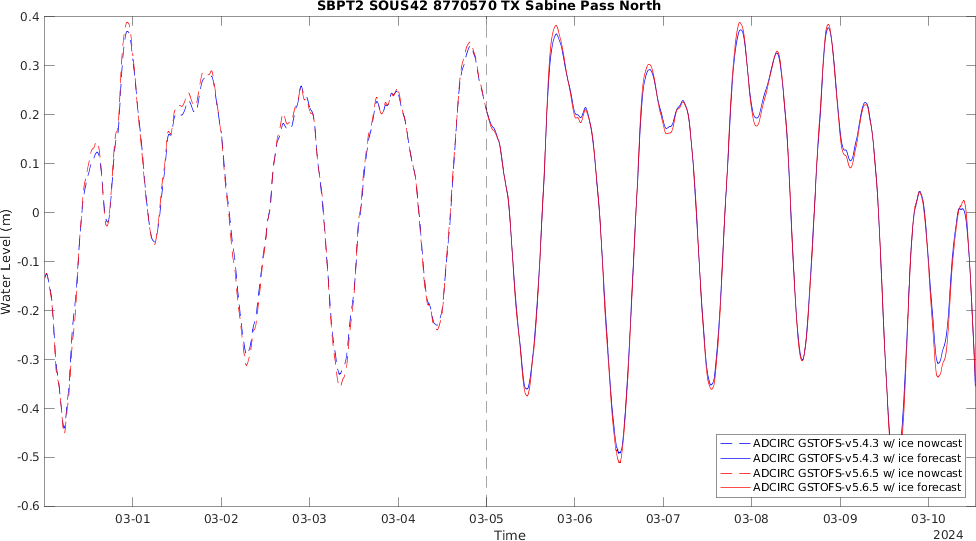 SBPT2 SOUS42 8770570 TX Sabine Pass North
0.4
0.3
0.2
0.1
0
-0.1
-0.2
-0.3
-0.4
-0.5
-0.6
Water Level (m)
ADCIRC GSTOFS-v5.4.3 w/ ice nowcast
ADCIRC GSTOFS-v5.4.3 w/ ice forecast
ADCIRC GSTOFS-v5.6.5 w/ ice nowcast
ADCIRC GSTOFS-v5.6.5 w/ ice forecast
03-01 03-02 03-03 03-04 03-05 03-06 03-07 03-08 03-09 03-10
Time
2024